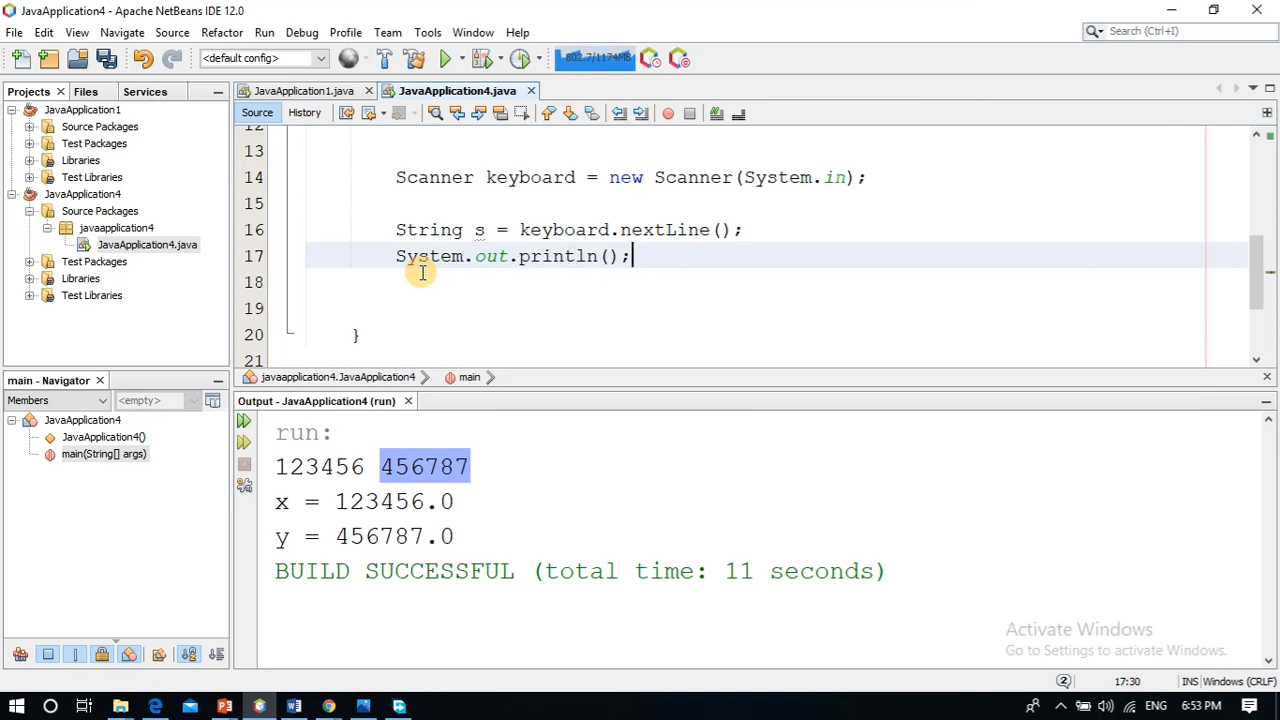 JavaApplication4 - Apache NetBeans IDE 12.0
File Edit View Navigate Source Refactor Run Debug Profile Team Tools Window Help
Search (Ctrl+I)
<default config>
802.7/1174MB
Projects Files Services
JavaApplication1.java JavaApplication4.java
Source History
JavaApplication1
Source Packages
Test Packages
Libraries
Test Libraries
JavaApplication4
Source Packages
javaapplication4
JavaApplication4.java
Test Packages
Libraries
Test Libraries
12
13
14 Scanner keyboard = new Scanner(System.in);
15
16 String s = keyboard.nextLine();
17 System.out.println();
18
19
20 }
21
javaapplication4.JavaApplication4 main
main - Navigator
Members <empty>
JavaApplication4
JavaApplication4()
main(String[] args)
Output - JavaApplication4 (run)
run:
123456 456787
x = 123456.0
y = 456787.0
BUILD SUCCESSFUL (total time: 11 seconds)
Activate Windows
Go to Settings to activate Windows.
2 17:30 INS Windows (CRLF)
ENG 6:53 PM